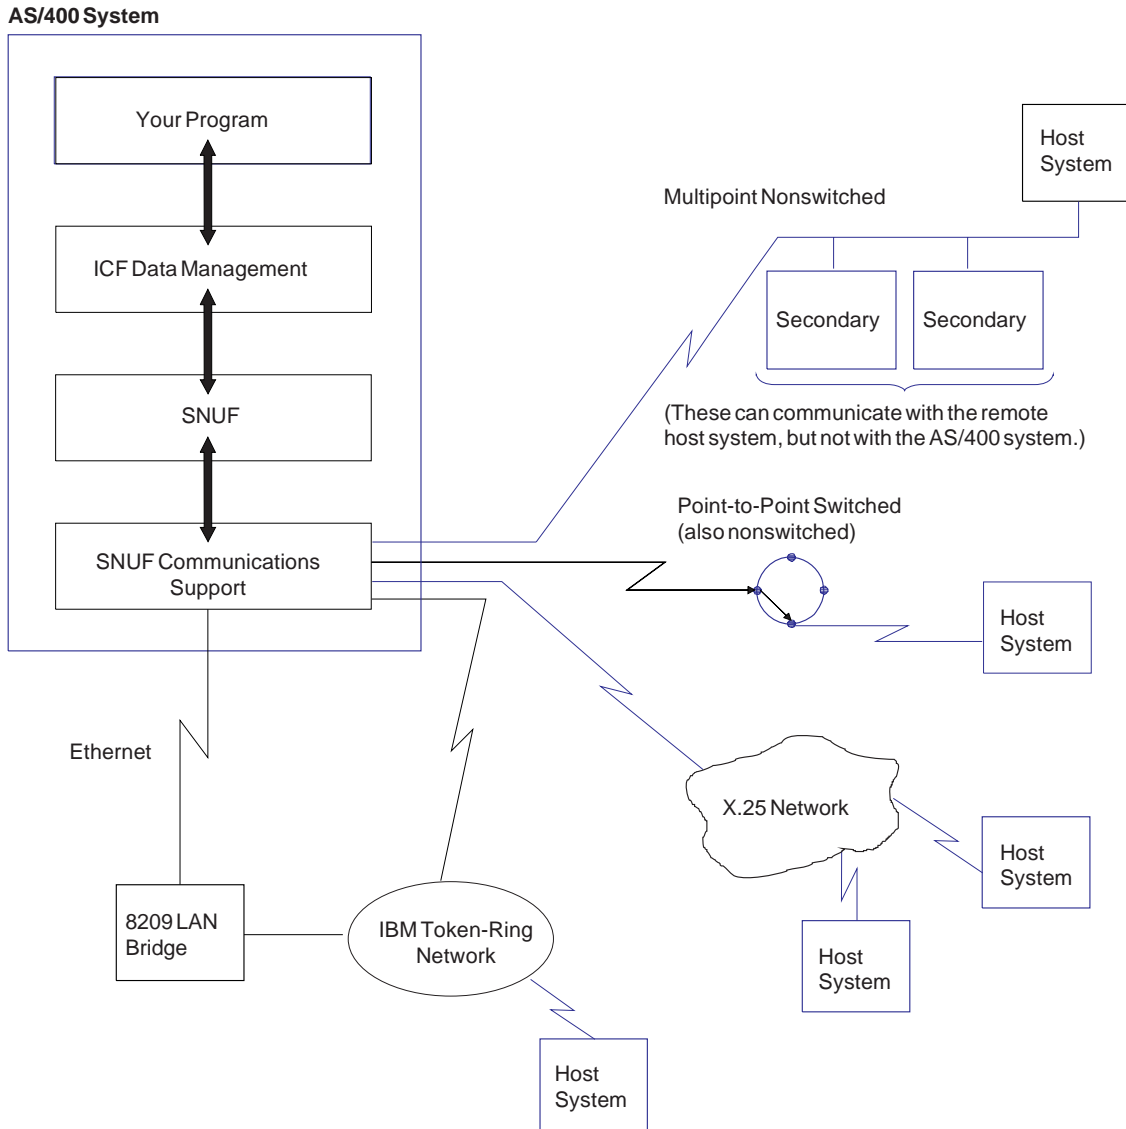 AS/400 System
Your Program
ICF Data Management
SNUF
SNUF Communications
Support
Host
System
Multipoint Nonswitched
Secondary
Secondary
(These can communicate with the remote
host system, but not with the AS/400 system.)
Point-to-Point Switched
(also nonswitched)
Host
System
Ethernet
X.25 Network
Host
System
8209 LAN
Bridge
IBM Token-Ring
Network
Host
System
Host
System